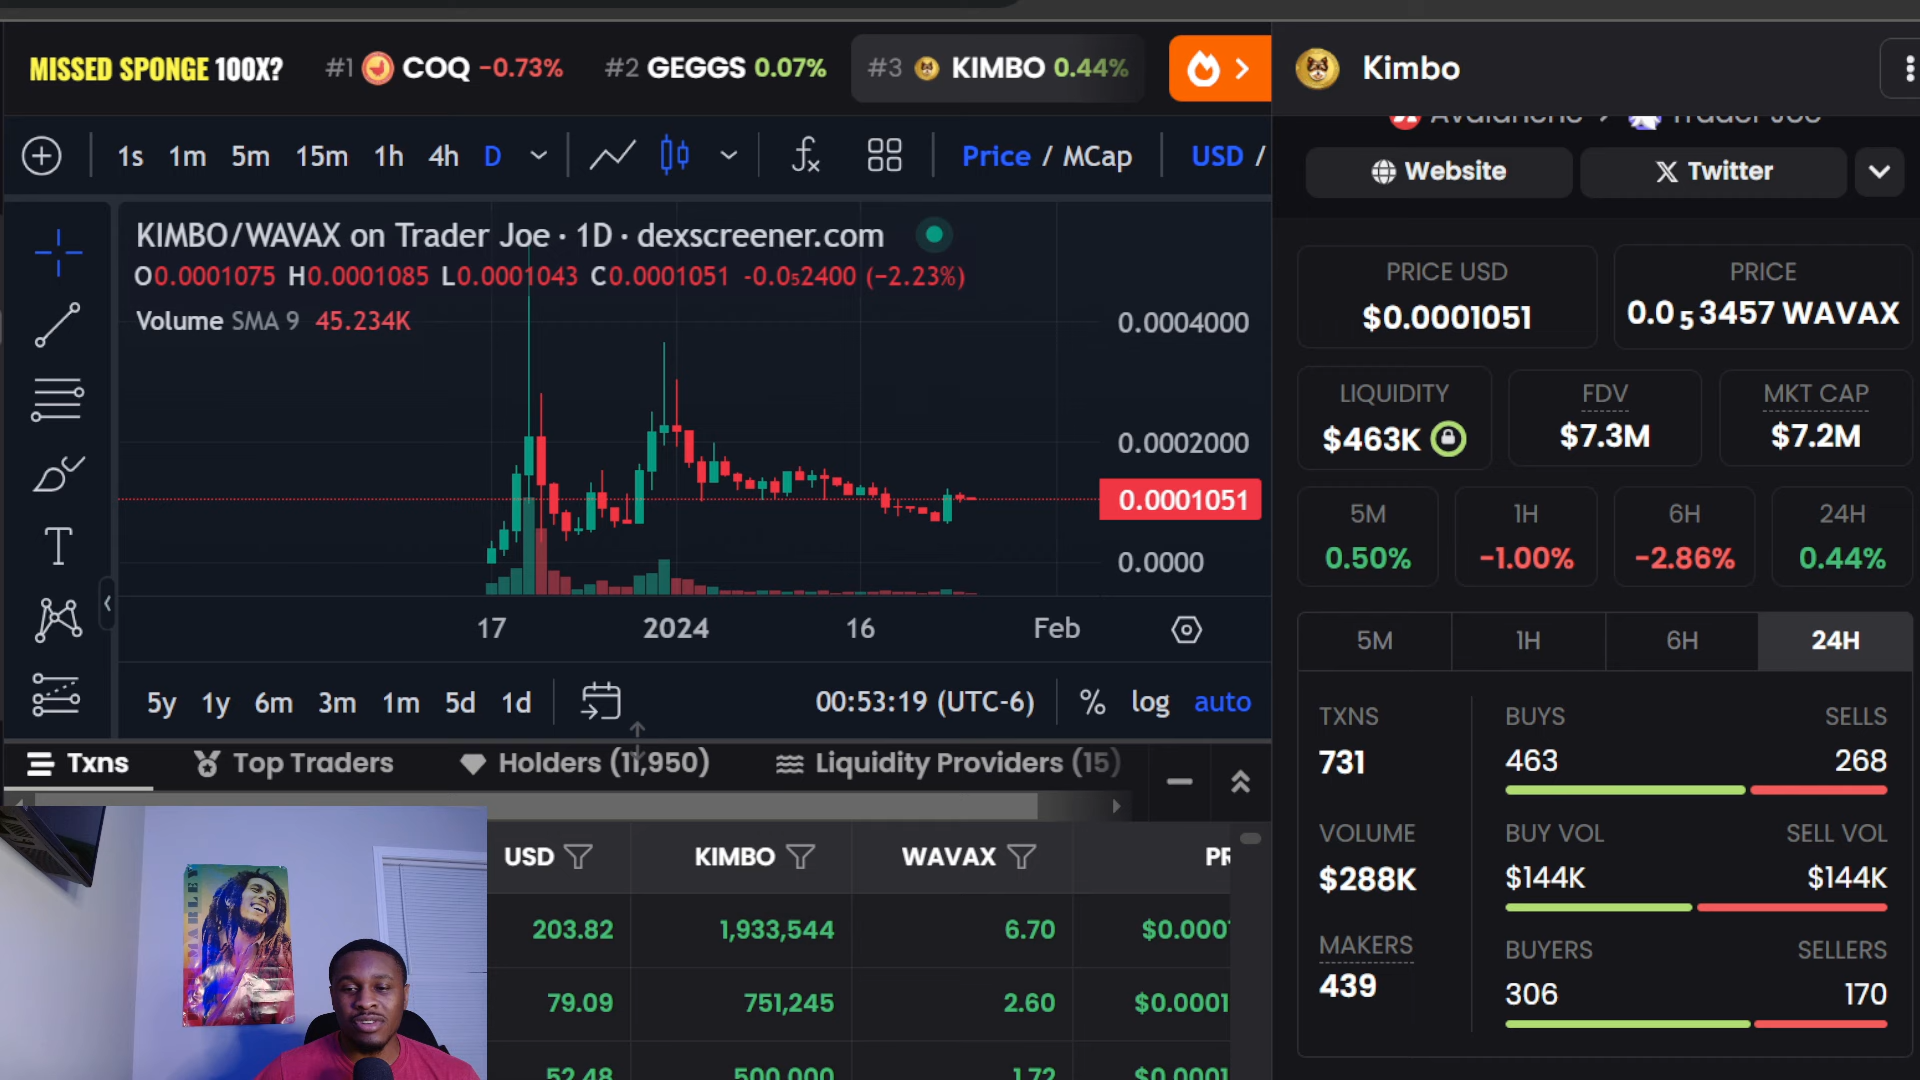 MISSED SPONGE 100X? #1 COQ -0.73% #2 GEGGS 0.07% #3 KIMBO 0.44%
Kimbo
1s 1m 5m 15m 1h 4h D Price / MCap USD /
Avalanche > Trader Joe
Website Twitter
KIMBO/WAVAX on Trader Joe · 1D · dexscreener.com
O0.0001075 H0.0001085 L0.0001043 C0.0001051 -0.0₅2400 (−2.23%)
Volume SMA 9 45.234K
0.0004000
0.0002000
0.0001051
0.0000
17 2024 16 Feb
5y 1y 6m 3m 1m 5d 1d 00:53:19 (UTC-6) % log auto
Txns Top Traders Holders (11,950) Liquidity Providers (15)
USD KIMBO WAVAX
203.82 1,933,544 6.70
79.09 751,245 2.60 $0.0001
52.48 500,000 1.72 $0.0001
MARLEY
PRICE USD
$0.0001051
PRICE
0.0₅3457 WAVAX
LIQUIDITY
$463K
FDV
$7.3M
MKT CAP
$7.2M
5M
0.50%
1H
-1.00%
6H
-2.86%
24H
0.44%
5M 1H 6H 24H
TXNS
731
BUYS SELLS
463 268
VOLUME
$288K
BUY VOL SELL VOL
$144K $144K
MAKERS
439
BUYERS SELLERS
306 170